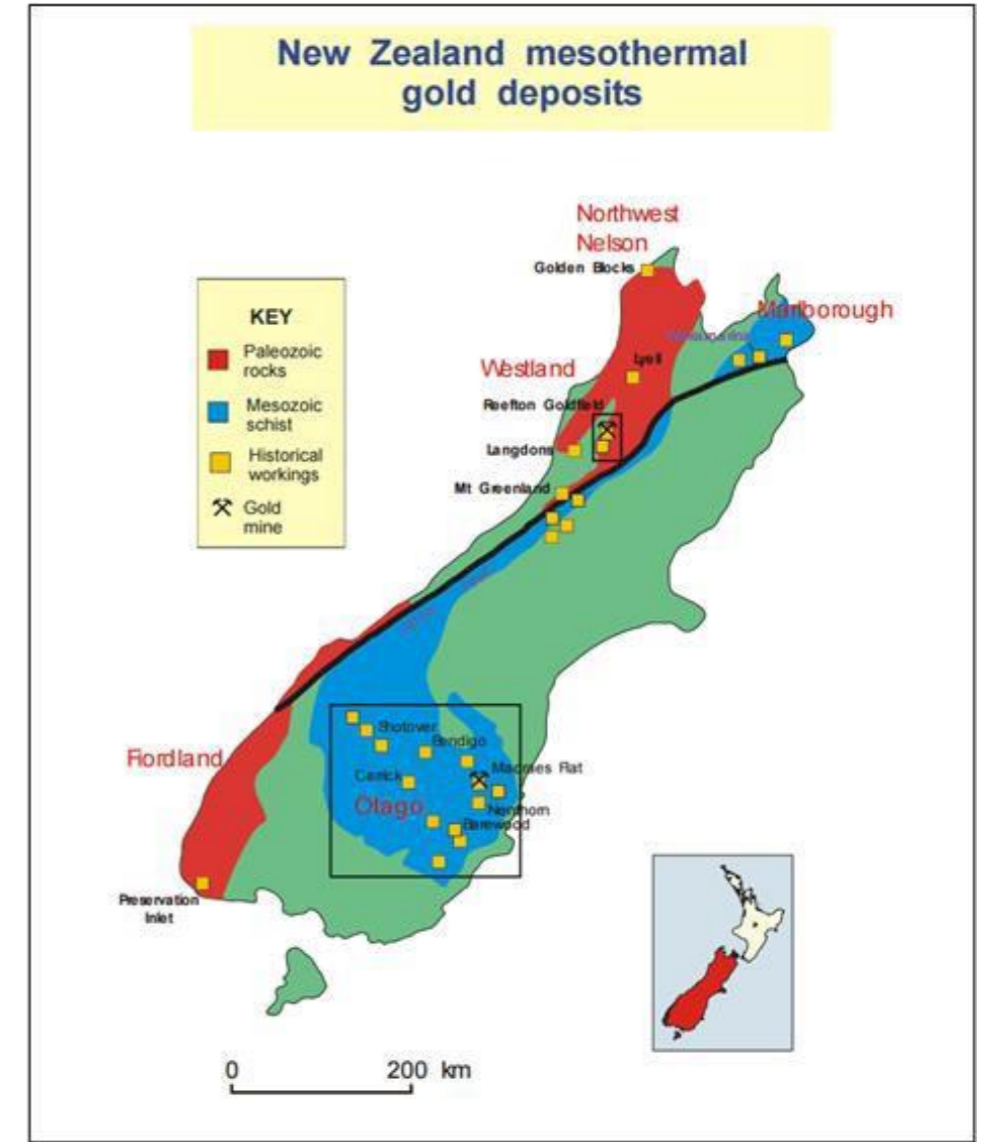 New Zealand mesothermal
gold deposits
Northwest
Nelson
Golden Blocks
Marlborough
KEY
Paleozoic
rocks
Mesozoic
schist
Historical
workings
Gold
mine
Lyell
Westland
Reefton Goldfield
Langdons
Mt Greenland
Shotover
Bendigo
Fiordland
Macraes Flat
Carrick
Otago
Nenthorn
Barewood
Preservation
Inlet
0 200 km